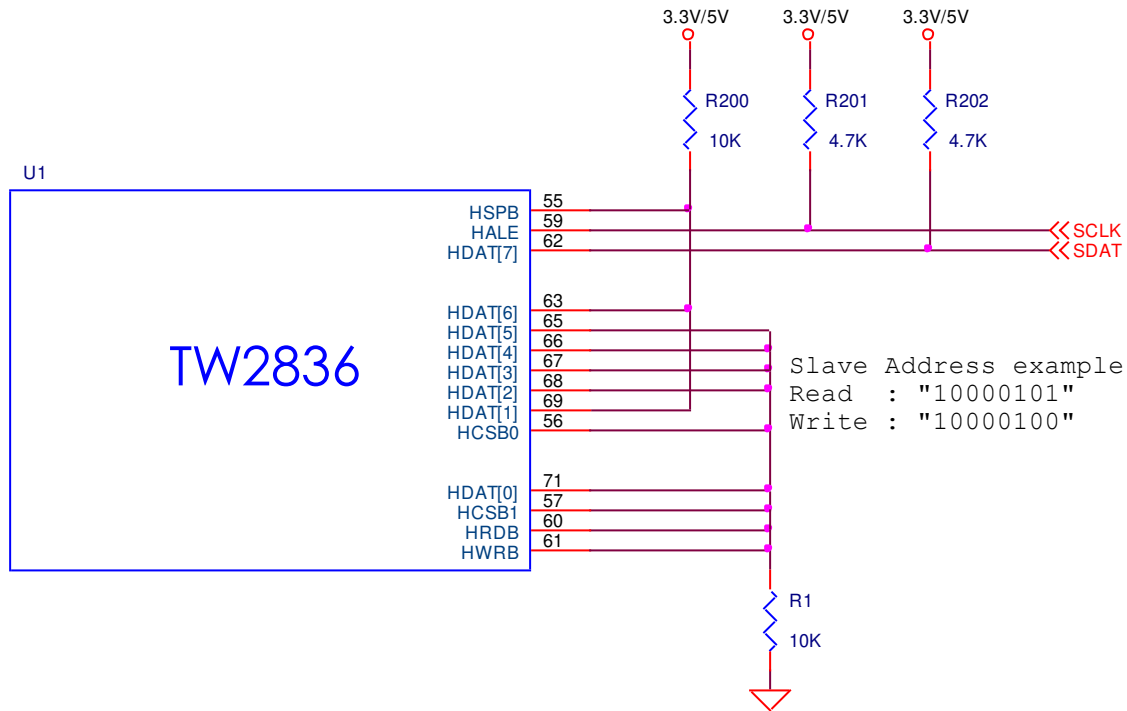 3.3V/5V 3.3V/5V 3.3V/5V
R200 R201 R202
10K 4.7K 4.7K
U1
HSPB 55
HALE 59 SCLK
HDAT[7] 62 SDAT
HDAT[6] 63
HDAT[5] 65
HDAT[4] 66
HDAT[3] 67
HDAT[2] 68
HDAT[1] 69
HCSB0 56
TW2836
Slave Address example
Read : "10000101"
Write : "10000100"
HDAT[0] 71
HCSB1 57
HRDB 60
HWRB 61
R1
10K